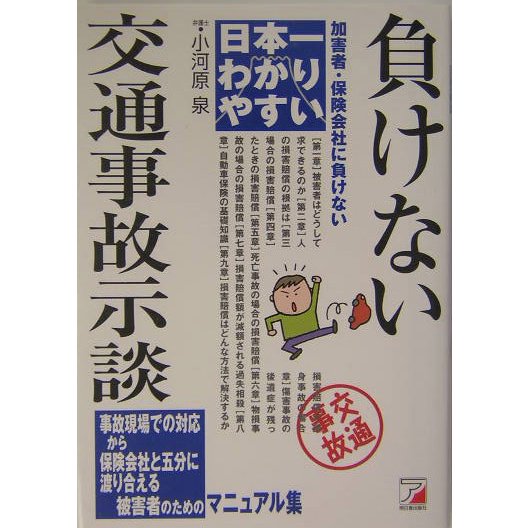 負けない
交通事故示談
加害者・保険会社に負けない
日本一
わかり
やすい
弁護士・小河原 泉
［第一章］被害者はどうして損害賠
求できるのか［第二章］人身事故の場合
の損害賠償の根拠は［第三章］傷害事故の
場合の損害賠償［第四章］後遺症が残っ
たときの損害賠償［第五章］死亡事故の場合の損害賠償［第六章］物損事
故の場合の損害賠償［第七章］損害賠償額が減額される過失相殺［第八
章］自動車保険の基礎知識［第九章］損害賠償はどんな方法で解決するか
交通
事故
事故現場での対応
から
保険会社と五分に
渡り合える
被害者のためのマニュアル集
ア
明日香出版社